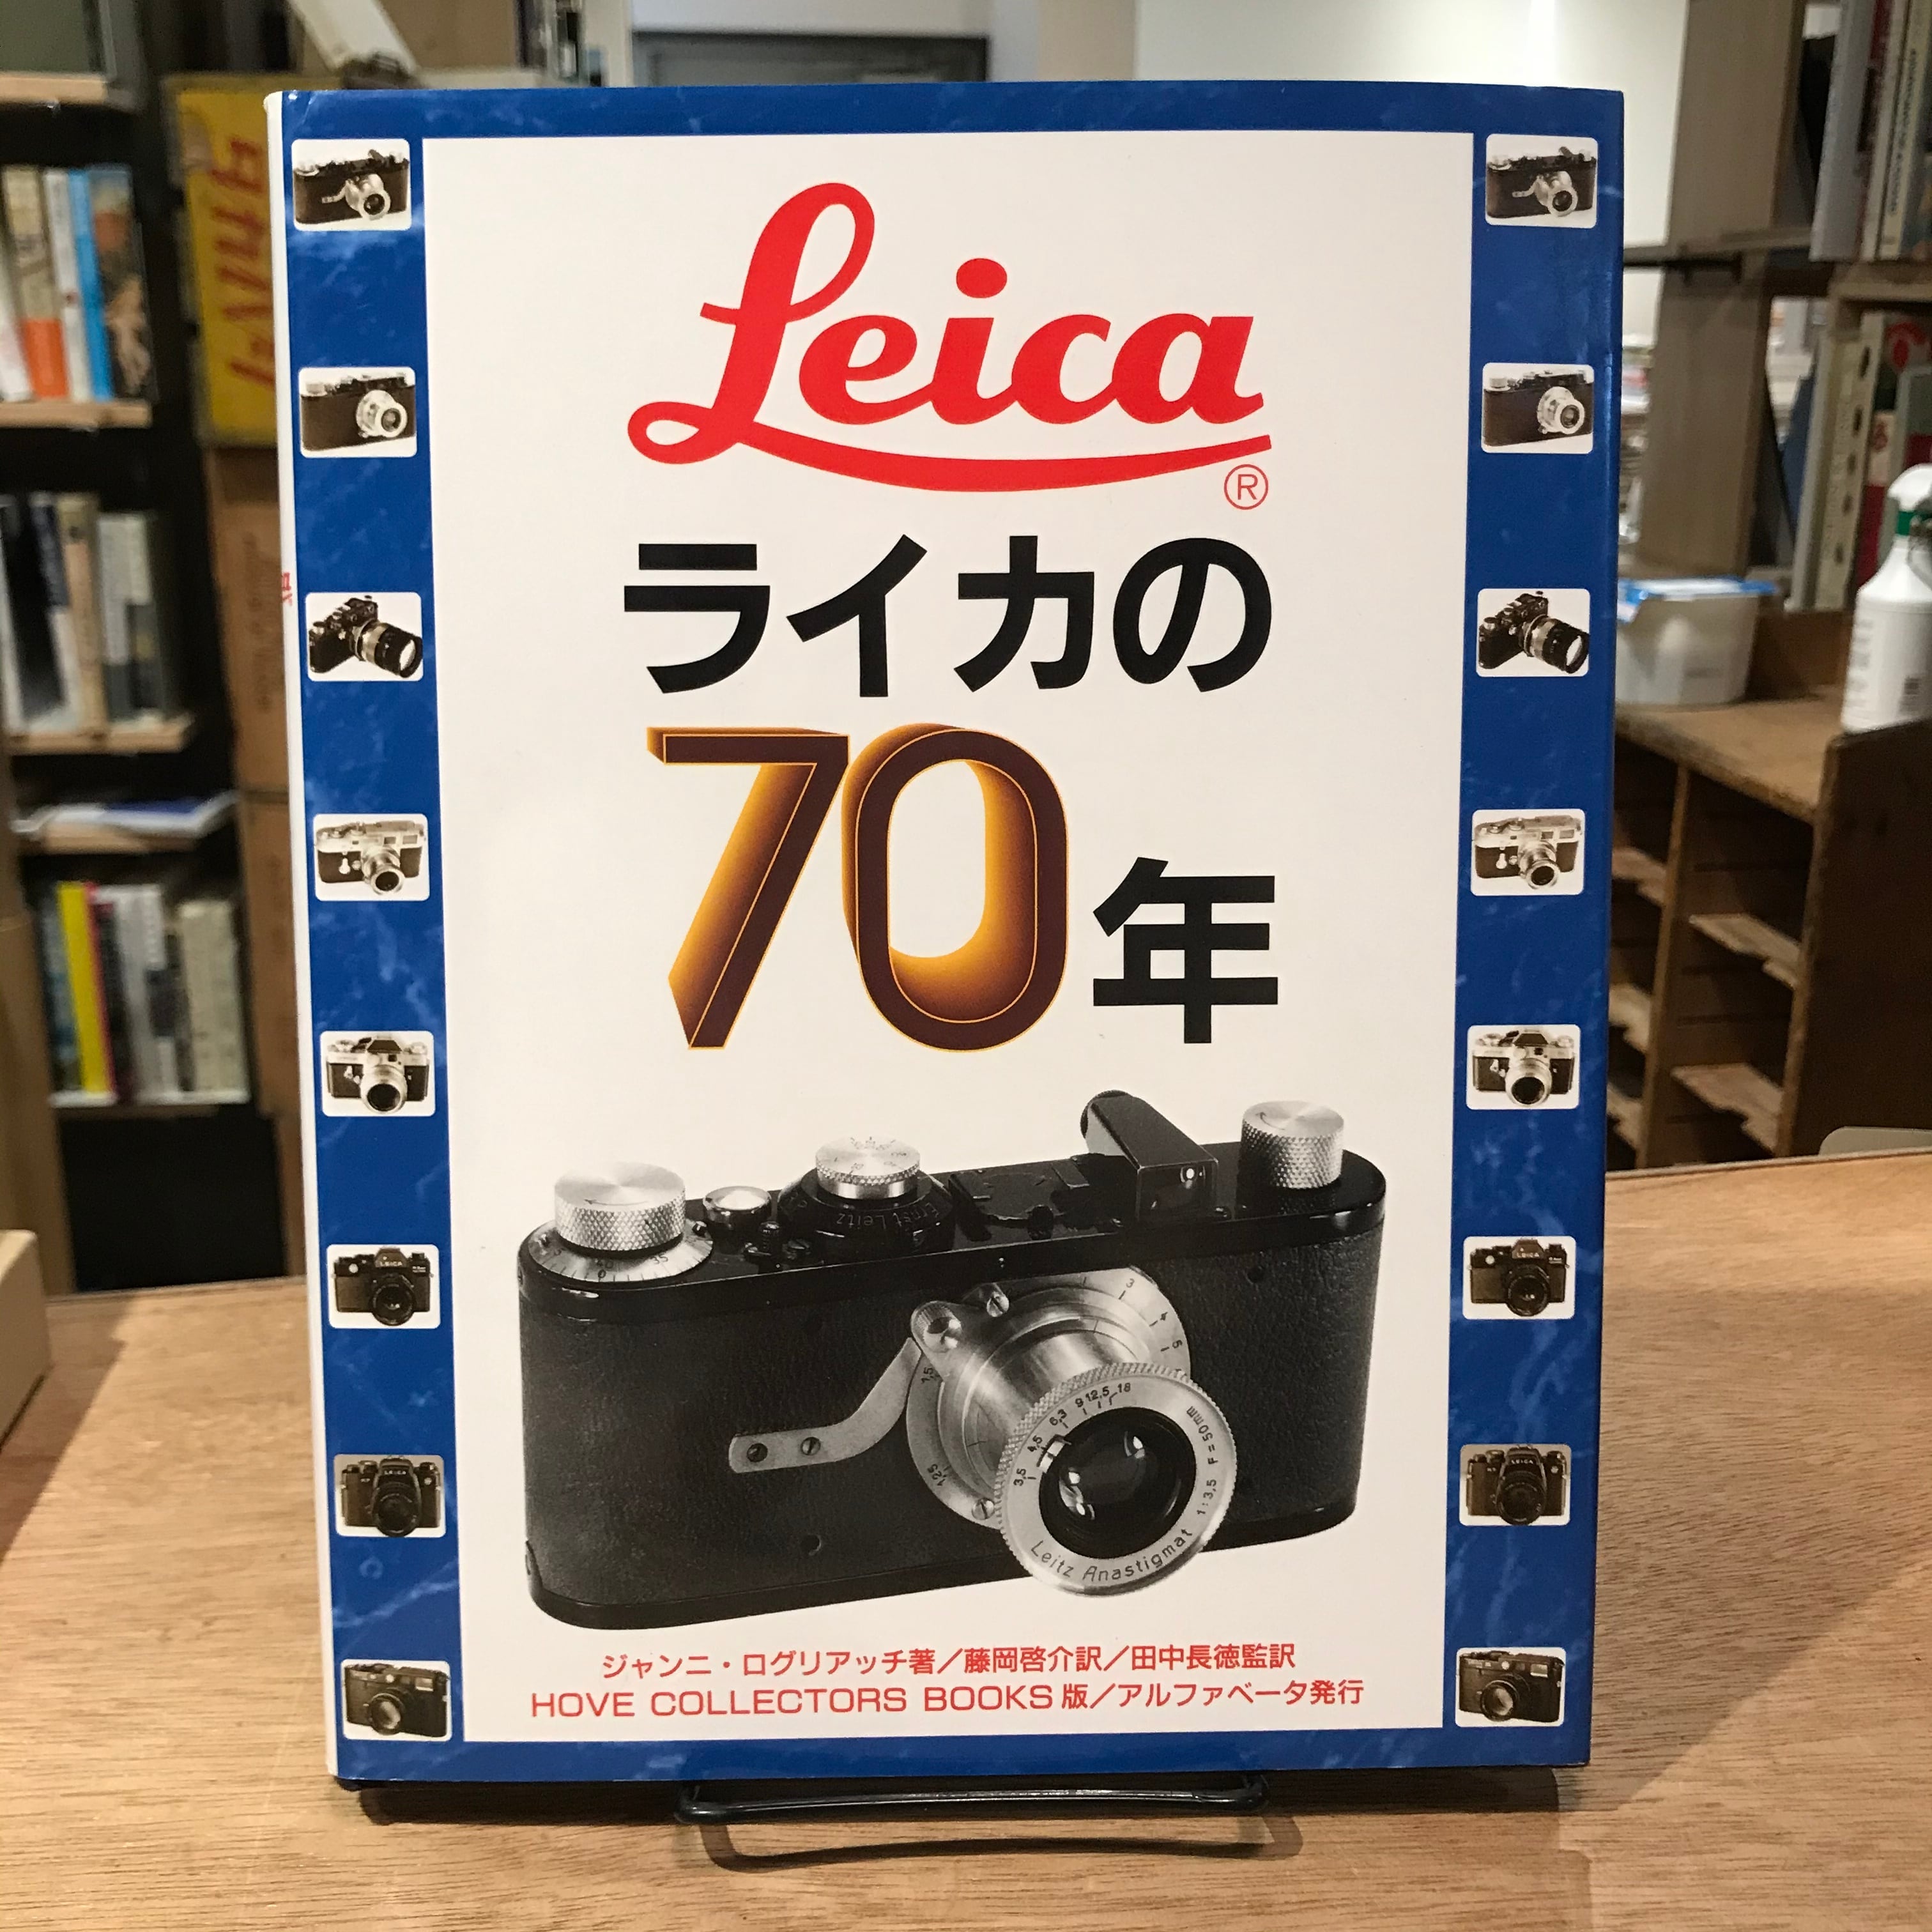 Leica
®
ライカの
70年
Ernst Leitz
3,5 4,5 6,3 9 12,5 18
F=50mm
1:3,5
Leitz Anastigmat
ジャンニ・ログリアッチ著／藤岡啓介訳／田中長徳監訳
HOVE COLLECTORS BOOKS版／アルファベータ発行